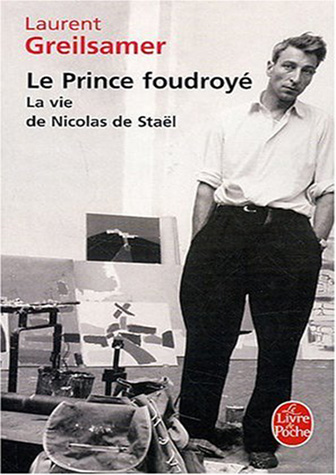 Laurent
Greilsamer
Le Prince foudroyé
La vie
de Nicolas de Staël
Le
Livre
de
Poche